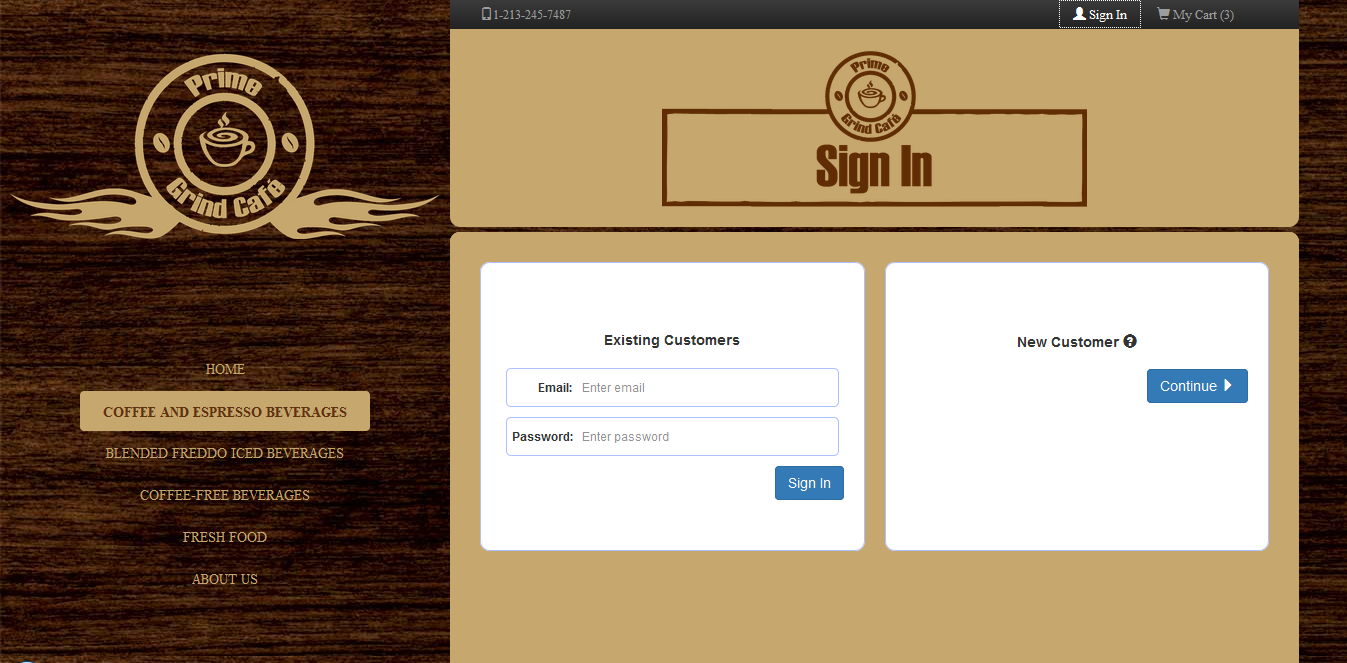 1-213-245-7487
Sign In
My Cart (3)
Prime
Grind Café
HOME
COFFEE AND ESPRESSO BEVERAGES
BLENDED FREDDO ICED BEVERAGES
COFFEE-FREE BEVERAGES
FRESH FOOD
ABOUT US
Prime
Grind Café
Sign In
Existing Customers
Email: Enter email
Password: Enter password
Sign In
New Customer
Continue